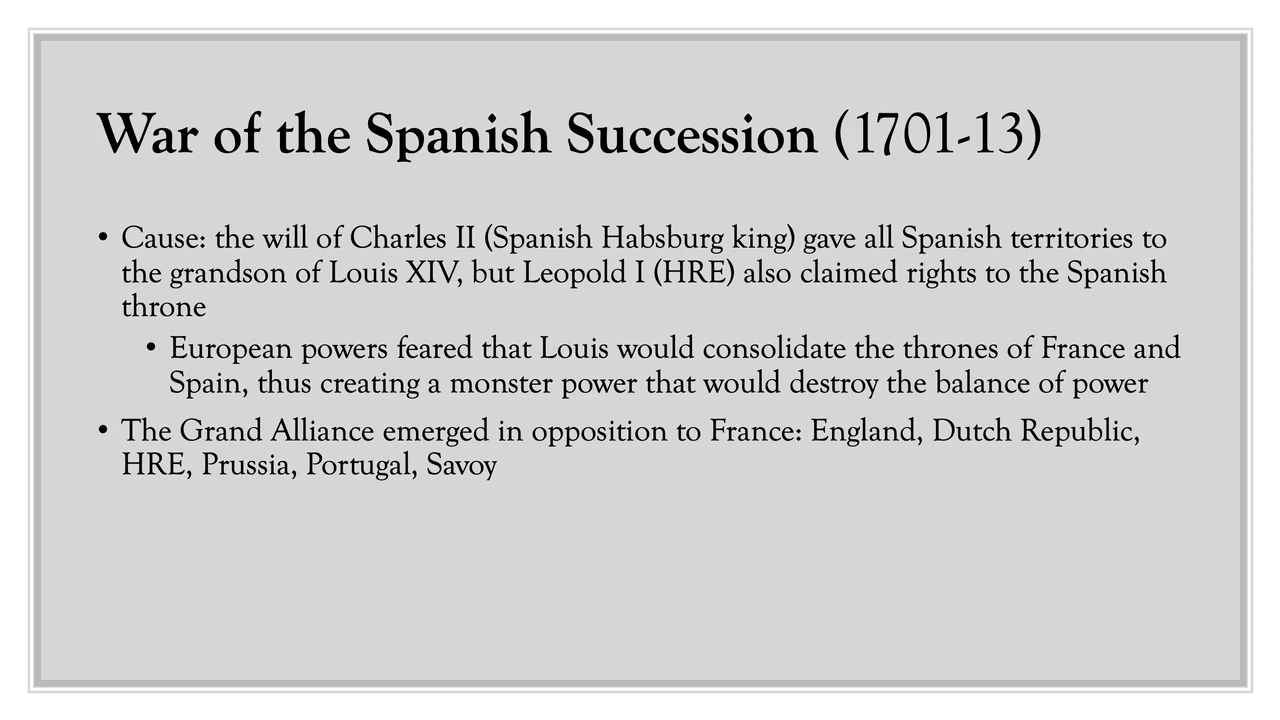 War of the Spanish Succession (1701-13)
• Cause: the will of Charles II (Spanish Habsburg king) gave all Spanish territories to
the grandson of Louis XIV, but Leopold I (HRE) also claimed rights to the Spanish
throne
• European powers feared that Louis would consolidate the thrones of France and
Spain, thus creating a monster power that would destroy the balance of power
• The Grand Alliance emerged in opposition to France: England, Dutch Republic,
HRE, Prussia, Portugal, Savoy